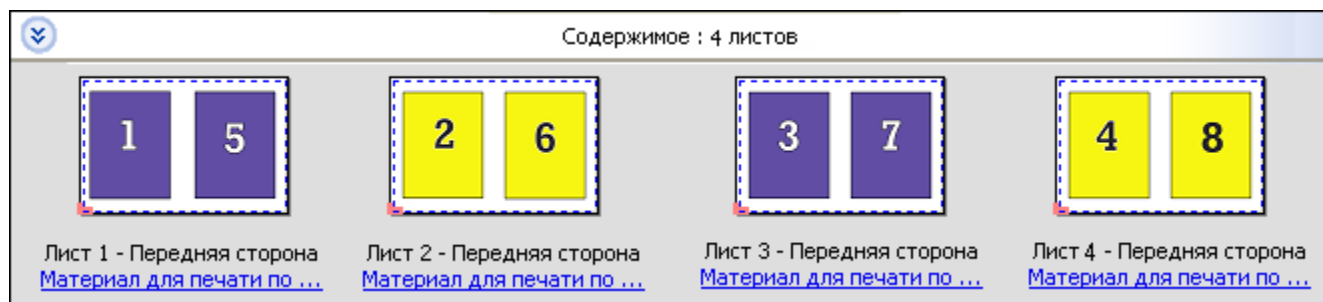 Содержимое : 4 листов
1 5
2 6
3 7
4 8
Лист 1 - Передняя сторона
Материал для печати по ...
Лист 2 - Передняя сторона
Материал для печати по ...
Лист 3 - Передняя сторона
Материал для печати по ...
Лист 4 - Передняя сторона
Материал для печати по ...